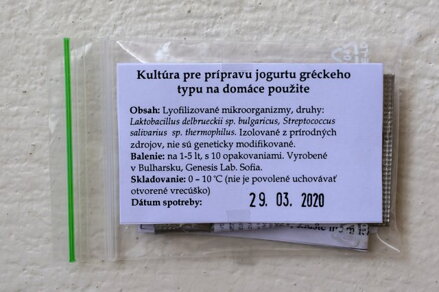 Kultúra pre prípravu jogurtu gréckeho
typu na domáce použite
Obsah: Lyofilizované mikroorganizmy, druhy:
Laktobacillus delbrueckii sp. bulgaricus, Streptococcus
salivarius sp. thermophilus. Izolované z prírodných
zdrojov, nie sú geneticky modifikované.
Balenie: na 1-5 lt, s 10 opakovaniami. Vyrobené
v Bulharsku, Genesis Lab. Sofia.
Skladovanie: 0 – 10 °C (nie je povolené uchovávať
otvorené vrecúško)
Dátum spotreby: 29. 03. 2020